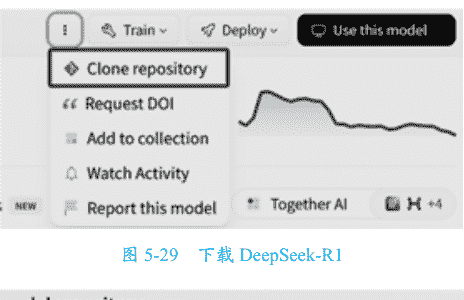 Train
Deploy
Use this model
Clone repository
Request DOI
Add to collection
Watch Activity
Report this model
NEW
Together AI
+4
图 5-29 下载 DeepSeek-R1